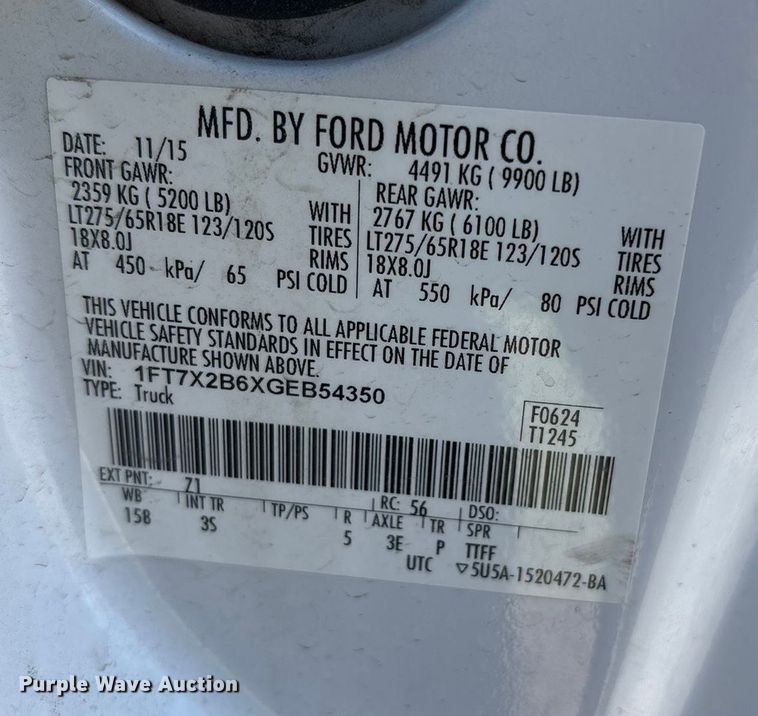 MFD. BY FORD MOTOR CO.
DATE: 11/15 GVWR: 4491 KG ( 9900 LB)
FRONT GAWR:
2359 KG ( 5200 LB) WITH
LT275/65R18E 123/120S TIRES
18X8.0J RIMS
AT 450 kPa/ 65 PSI COLD
REAR GAWR:
2767 KG ( 6100 LB) WITH
LT275/65R18E 123/120S TIRES
18X8.0J RIMS
AT 550 kPa/ 80 PSI COLD
THIS VEHICLE CONFORMS TO ALL APPLICABLE FEDERAL MOTOR
VEHICLE SAFETY STANDARDS IN EFFECT ON THE DATE OF
MANUFACTURE SHOWN ABOVE.
VIN: 1FT7X2B6XGEB54350
TYPE: Truck
F0624
T1245
EXT PNT: Z1 RC: 56 DSO:
WB INT TR TP/PS R AXLE TR SPR
158 3S 5 3E P TTFF
UTC ▽5U5A-1520472-BA
Purple Wave Auction